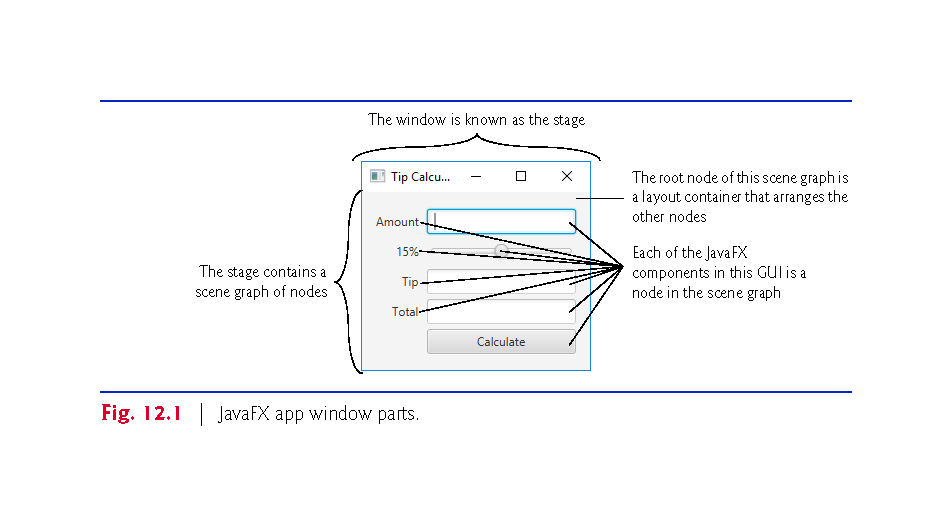 The window is known as the stage
Tip Calcu...
The root node of this scene graph is
a layout container that arranges the
other nodes
Amount
15%
Tip
Total
Calculate
Each of the JavaFX
components in this GUI is a
node in the scene graph
The stage contains a
scene graph of nodes
Fig. 12.1 | JavaFX app window parts.